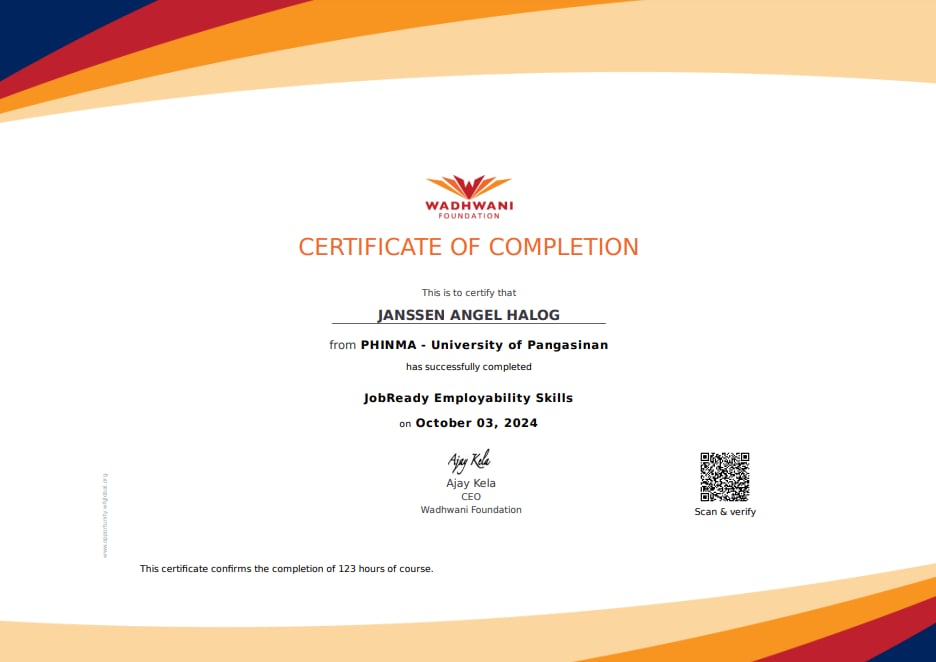 WADHWANI
FOUNDATION
CERTIFICATE OF COMPLETION
This is to certify that
JANSSEN ANGEL HALOG
from PHINMA - University of Pangasinan
has successfully completed
JobReady Employability Skills
on October 03, 2024
Ajay Kela
Ajay Kela
CEO
Wadhwani Foundation
Scan & verify
www.opportunity.wfglobal.org
This certificate confirms the completion of 123 hours of course.